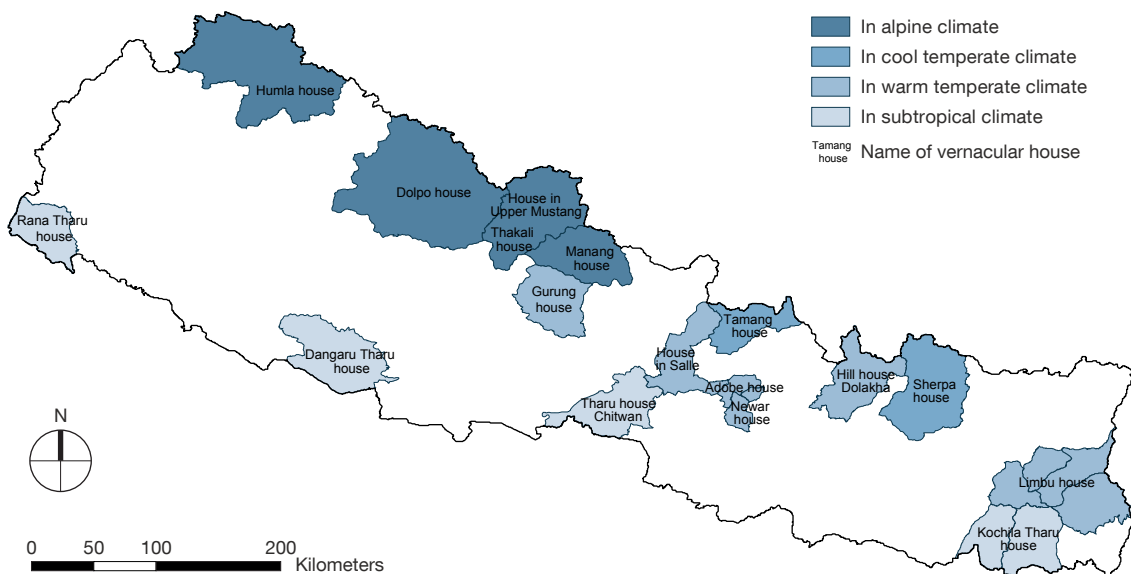 In alpine climate
In cool temperate climate
In warm temperate climate
In subtropical climate
Tamang
house
Name of vernacular house
Humla house
Dolpo house
House in
Upper Mustang
Thakali
house
Manang
house
Rana Tharu
house
Gurung
house
Tamang
house
Dangaru Tharu
house
House
in Salle
Hill house
Dolakha
Sherpa
house
Adobe house
Tharu house
Chitwan
Newar
house
N
Limbu house
Kochila Tharu
house
0 50 100 200
Kilometers